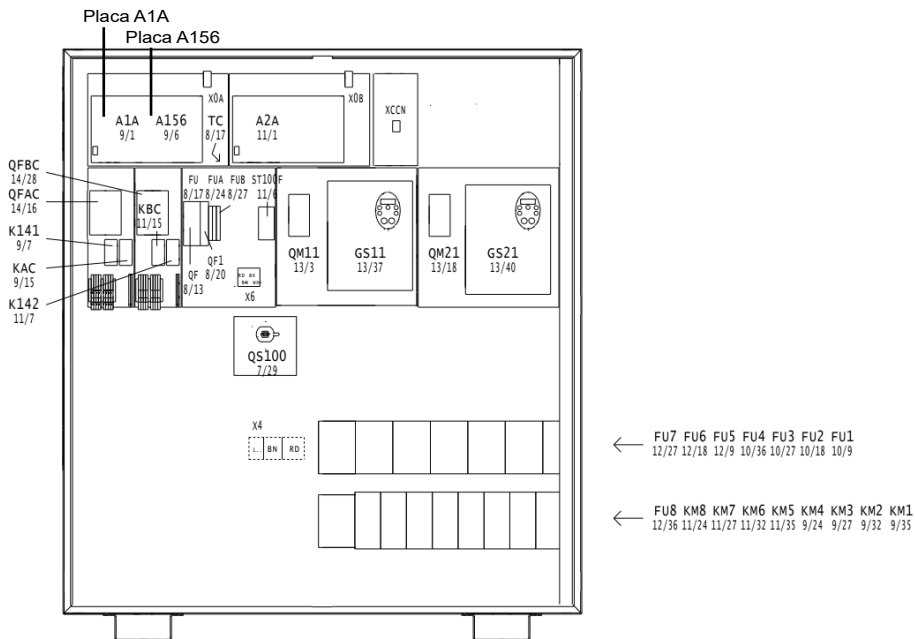 Placa A1A
Placa A156
X0A
X0B
XCCN
A1A A156 TC A2A
9/1 9/6 8/17 11/1
QFBC
14/28
QFAC
14/16
K141
9/7
KAC
9/15
K142
11/7
KBC
11/15
FU FUA FUB ST100F
8/17 8/24 8/27 11/6
QF1
8/20
QF
8/13
RD
X6
QM11
13/3
GS11
13/37
QM21
13/18
GS21
13/40
QS100
7/29
X4
1.. BN RD
FU7 FU6 FU5 FU4 FU3 FU2 FU1
12/27 12/18 12/9 10/36 10/27 10/18 10/9
FU8 KM8 KM7 KM6 KM5 KM4 KM3 KM2 KM1
12/36 11/24 11/27 11/32 11/35 9/24 9/27 9/32 9/35